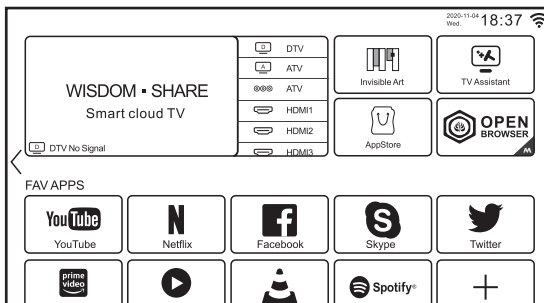 2020-11-04
Wed.
18:37
WISDOM ▪ SHARE
Smart cloud TV
D DTV No Signal
D DTV
A ATV
ATV
HDMI1
HDMI2
HDMI3
Invisible Art
TV Assistant
AppStore
OPEN
BROWSER
FAV APPS
YouTube
YouTube
N
Netflix
f
Facebook
S
Skype
Twitter
prime
video
Spotify®